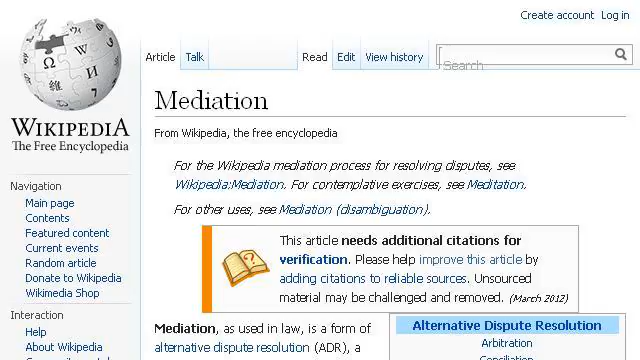 Create account Log in
Article Talk Read Edit View history Search
WIKIPEDIA
The Free Encyclopedia
Mediation
From Wikipedia, the free encyclopedia
For the Wikipedia mediation process for resolving disputes, see
Wikipedia:Mediation. For contemplative exercises, see Meditation.
For other uses, see Mediation (disambiguation).
Navigation
Main page
Contents
Featured content
Current events
Random article
Donate to Wikipedia
Wikimedia Shop
Interaction
Help
About Wikipedia
This article needs additional citations for
verification. Please help improve this article by
adding citations to reliable sources. Unsourced
material may be challenged and removed. (March 2012)
Mediation, as used in law, is a form of
alternative dispute resolution (ADR), a
Alternative Dispute Resolution
Arbitration
Conciliation